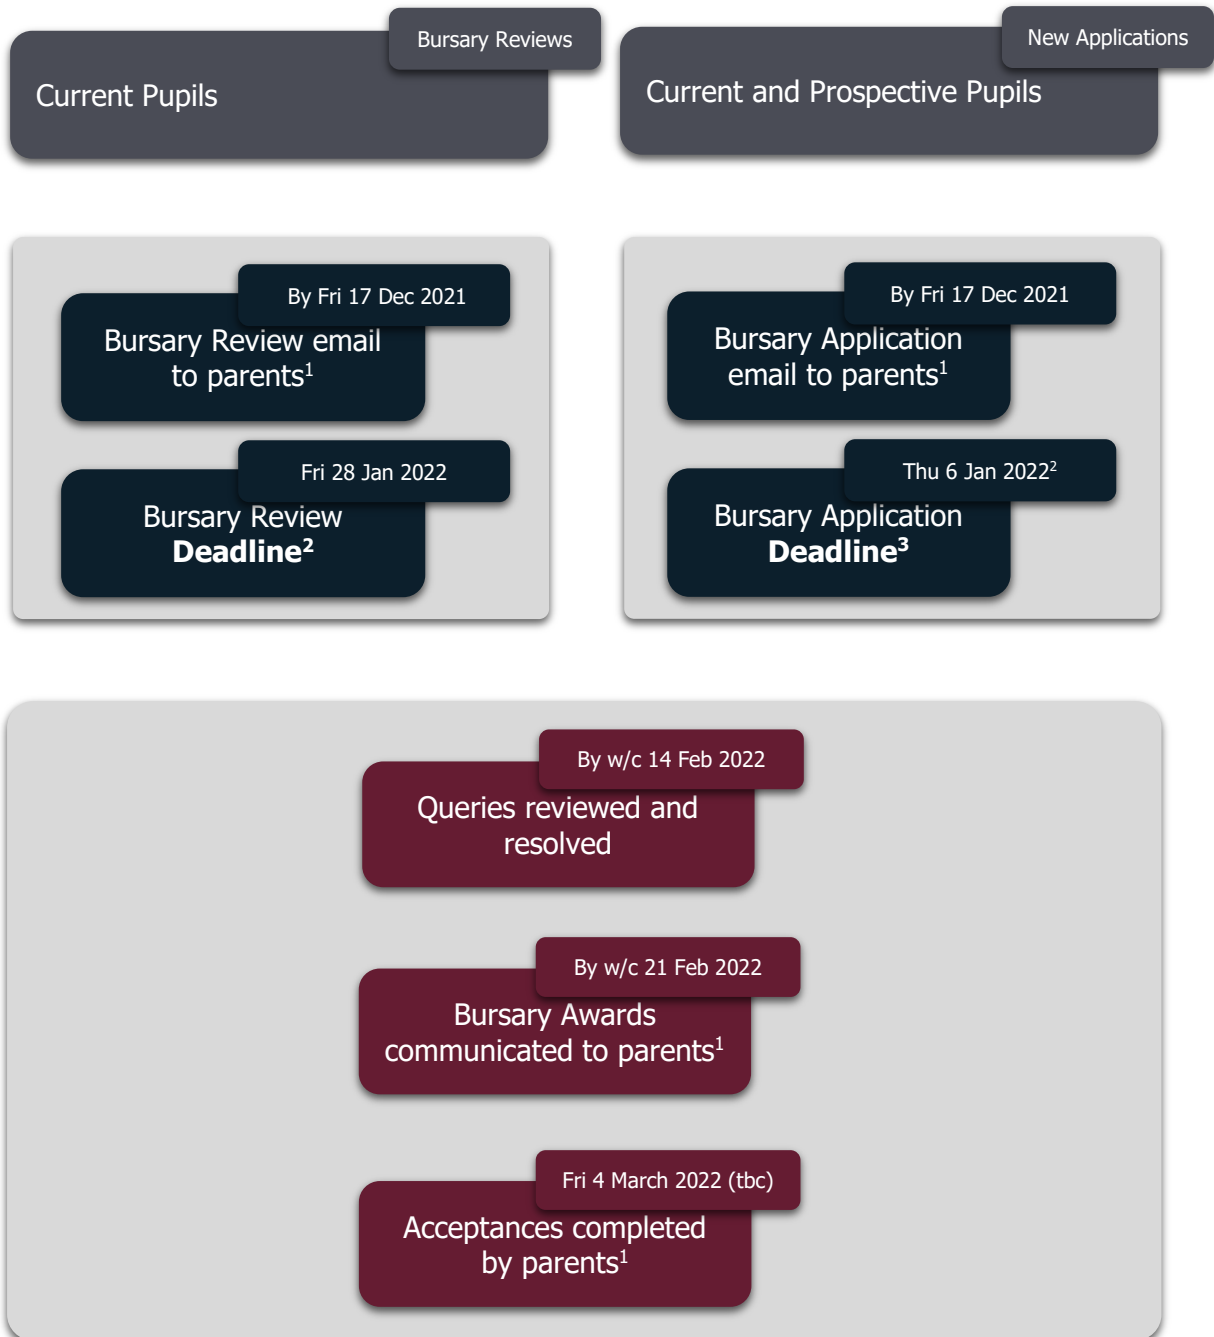 Bursary Reviews
Current Pupils
New Applications
Current and Prospective Pupils
By Fri 17 Dec 2021
Bursary Review email
to parents¹
Fri 28 Jan 2022
Bursary Review
Deadline²
By Fri 17 Dec 2021
Bursary Application
email to parents¹
Thu 6 Jan 2022²
Bursary Application
Deadline³
By w/c 14 Feb 2022
Queries reviewed and
resolved
By w/c 21 Feb 2022
Bursary Awards
communicated to parents¹
Fri 4 March 2022 (tbc)
Acceptances completed
by parents¹